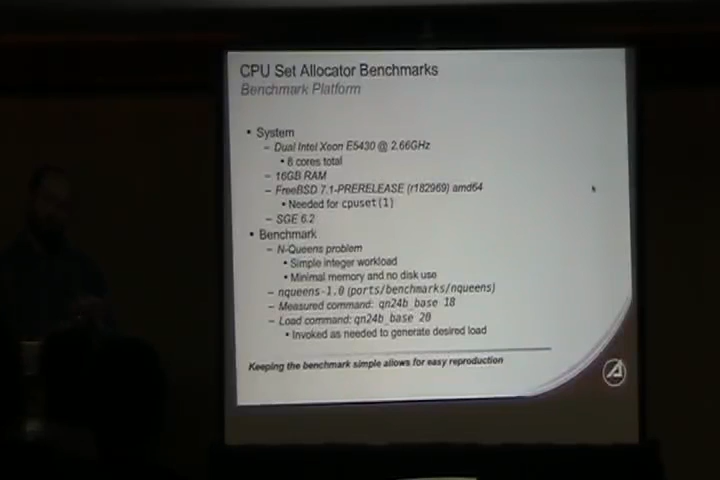 CPU Set Allocator Benchmarks
Benchmark Platform
• System
– Dual Intel Xeon E5430 @ 2.66GHz
• 8 cores total
– 16GB RAM
– FreeBSD 7.1-PRERELEASE (r182969) amd64
• Needed for cpuset(1)
– SGE 6.2
• Benchmark
– N-Queens problem
• Simple integer workload
• Minimal memory and no disk use
– nqueens-1.0 (ports/benchmarks/nqueens)
– Measured command: qn24b_base 18
– Load command: qn24b_base 20
• Invoked as needed to generate desired load
Keeping the benchmark simple allows for easy reproduction